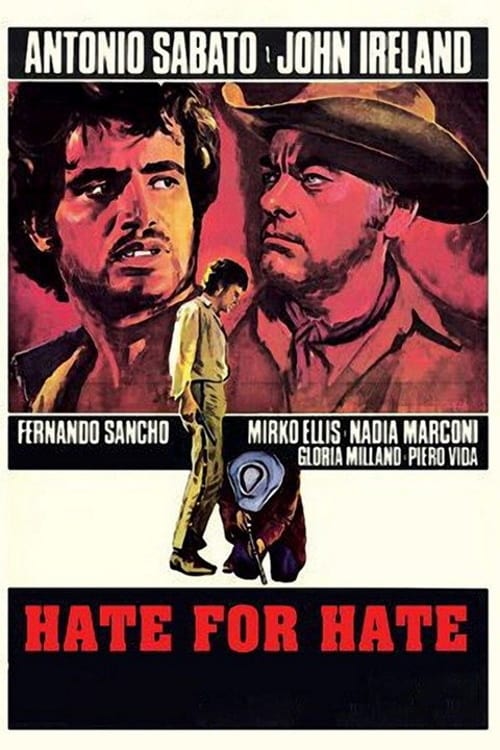 ANTONIO SABATO JOHN IRELAND
FERNANDO SANCHO
MIRKO ELLIS · NADIA MARCONI
GLORIA MILLAND · PIERO VIDA
HATE FOR HATE